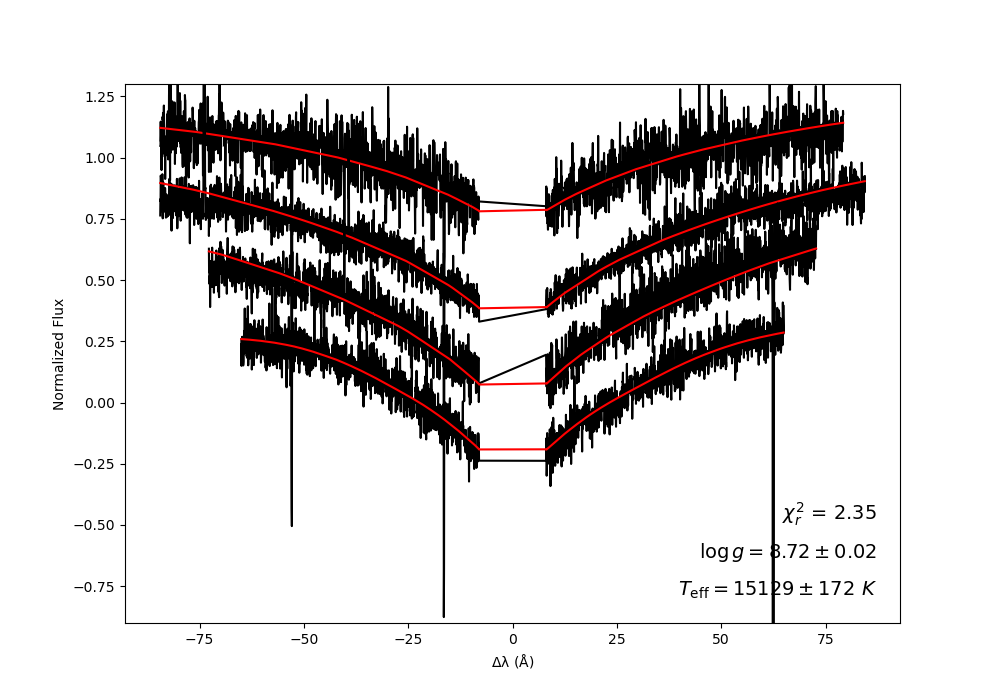 1.25
1.00
0.75
0.50
0.25
0.00
−0.25
−0.50
−0.75
Normalized Flux
χ²ᵣ = 2.35
log g = 8.72 ± 0.02
T_eff = 15129 ± 172 K
−75 −50 −25 0 25 50 75
Δλ (Å)